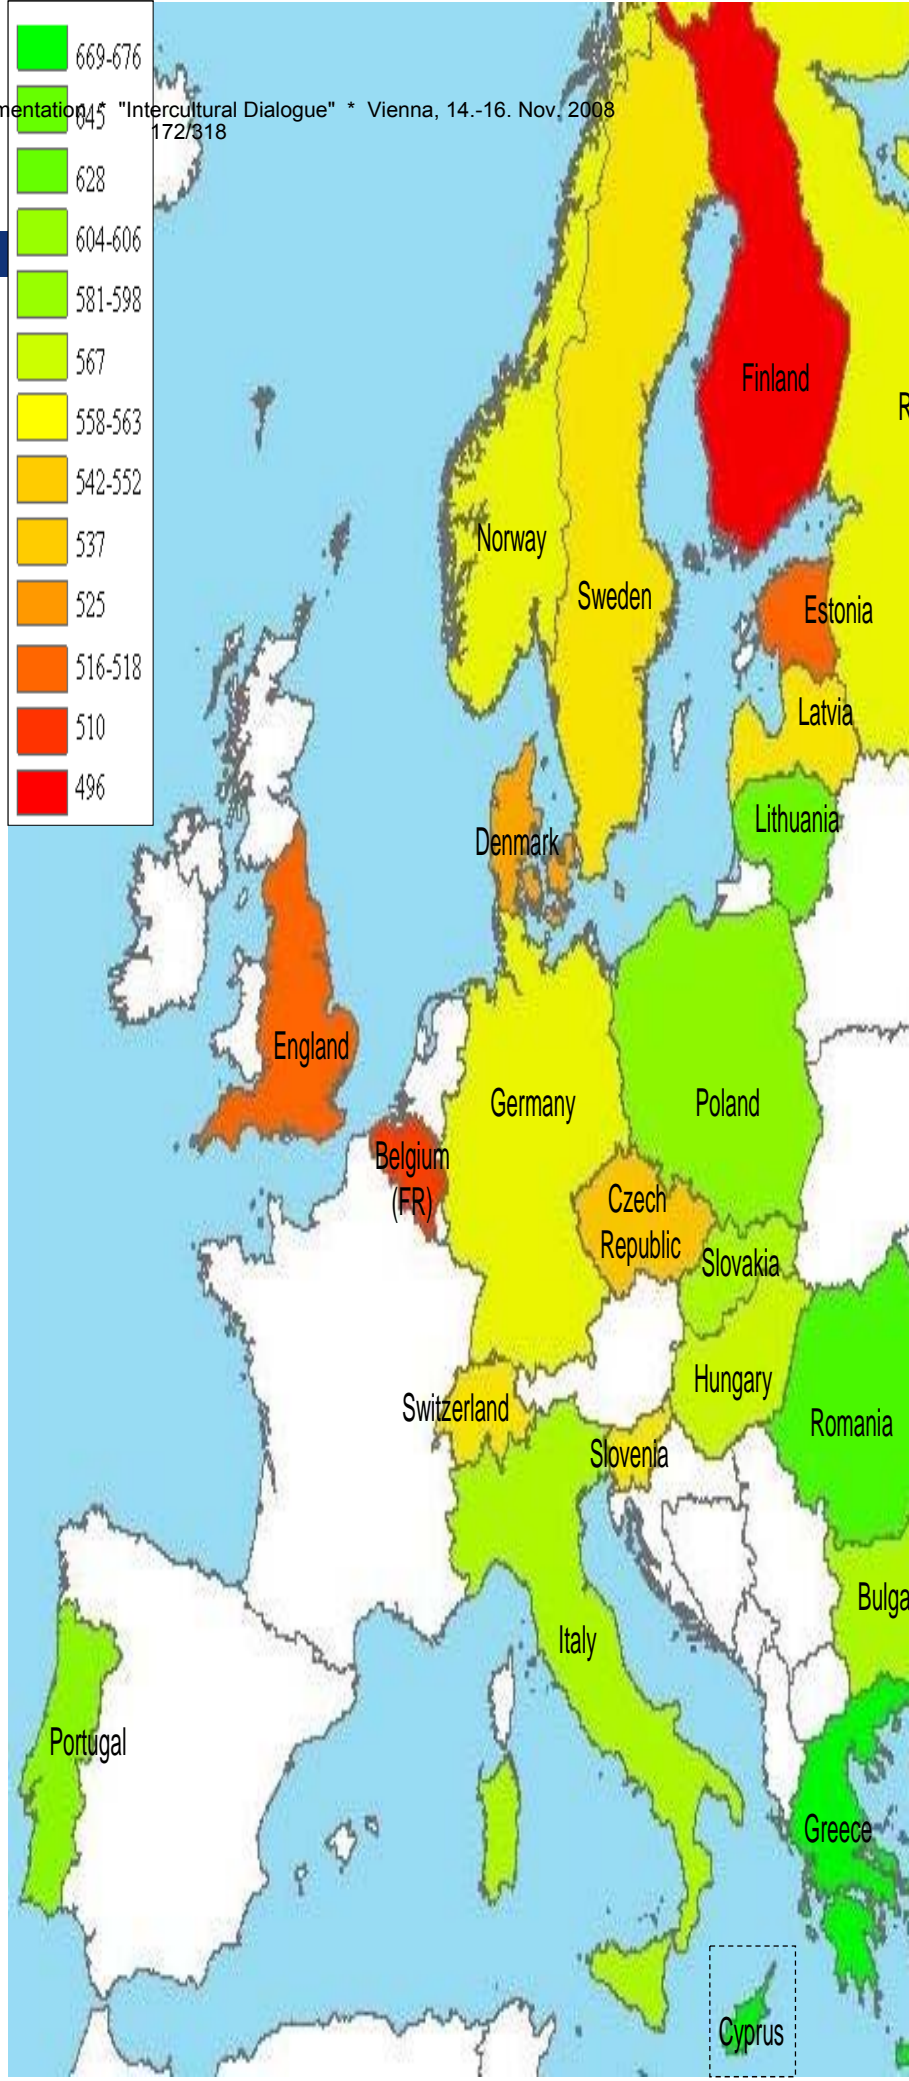 669-676
mentation * "Intercultural Dialogue" * Vienna, 14.-16. Nov. 2008
645
172/318
628
604-606
581-598
567
558-563
542-552
537
525
516-518
510
496
Finland
R
Norway
Sweden
Estonia
Latvia
Lithuania
Denmark
England
Germany
Poland
Belgium
(FR)
Czech
Republic
Slovakia
Hungary
Switzerland
Romania
Slovenia
Bulga
Italy
Portugal
Greece
Cyprus